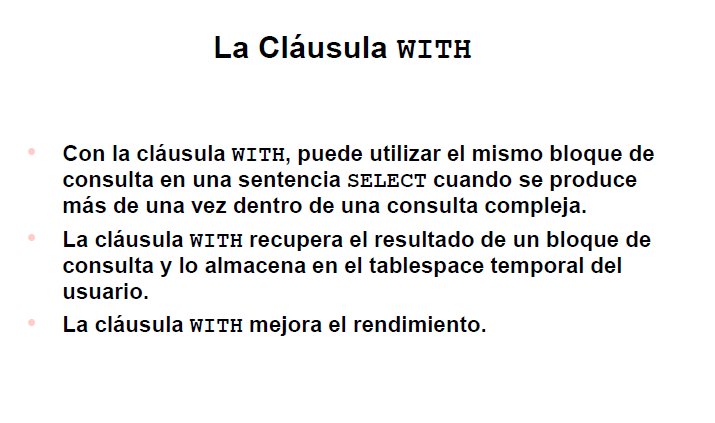 La Cláusula WITH
• Con la cláusula WITH, puede utilizar el mismo bloque de
consulta en una sentencia SELECT cuando se produce
más de una vez dentro de una consulta compleja.
• La cláusula WITH recupera el resultado de un bloque de
consulta y lo almacena en el tablespace temporal del
usuario.
• La cláusula WITH mejora el rendimiento.